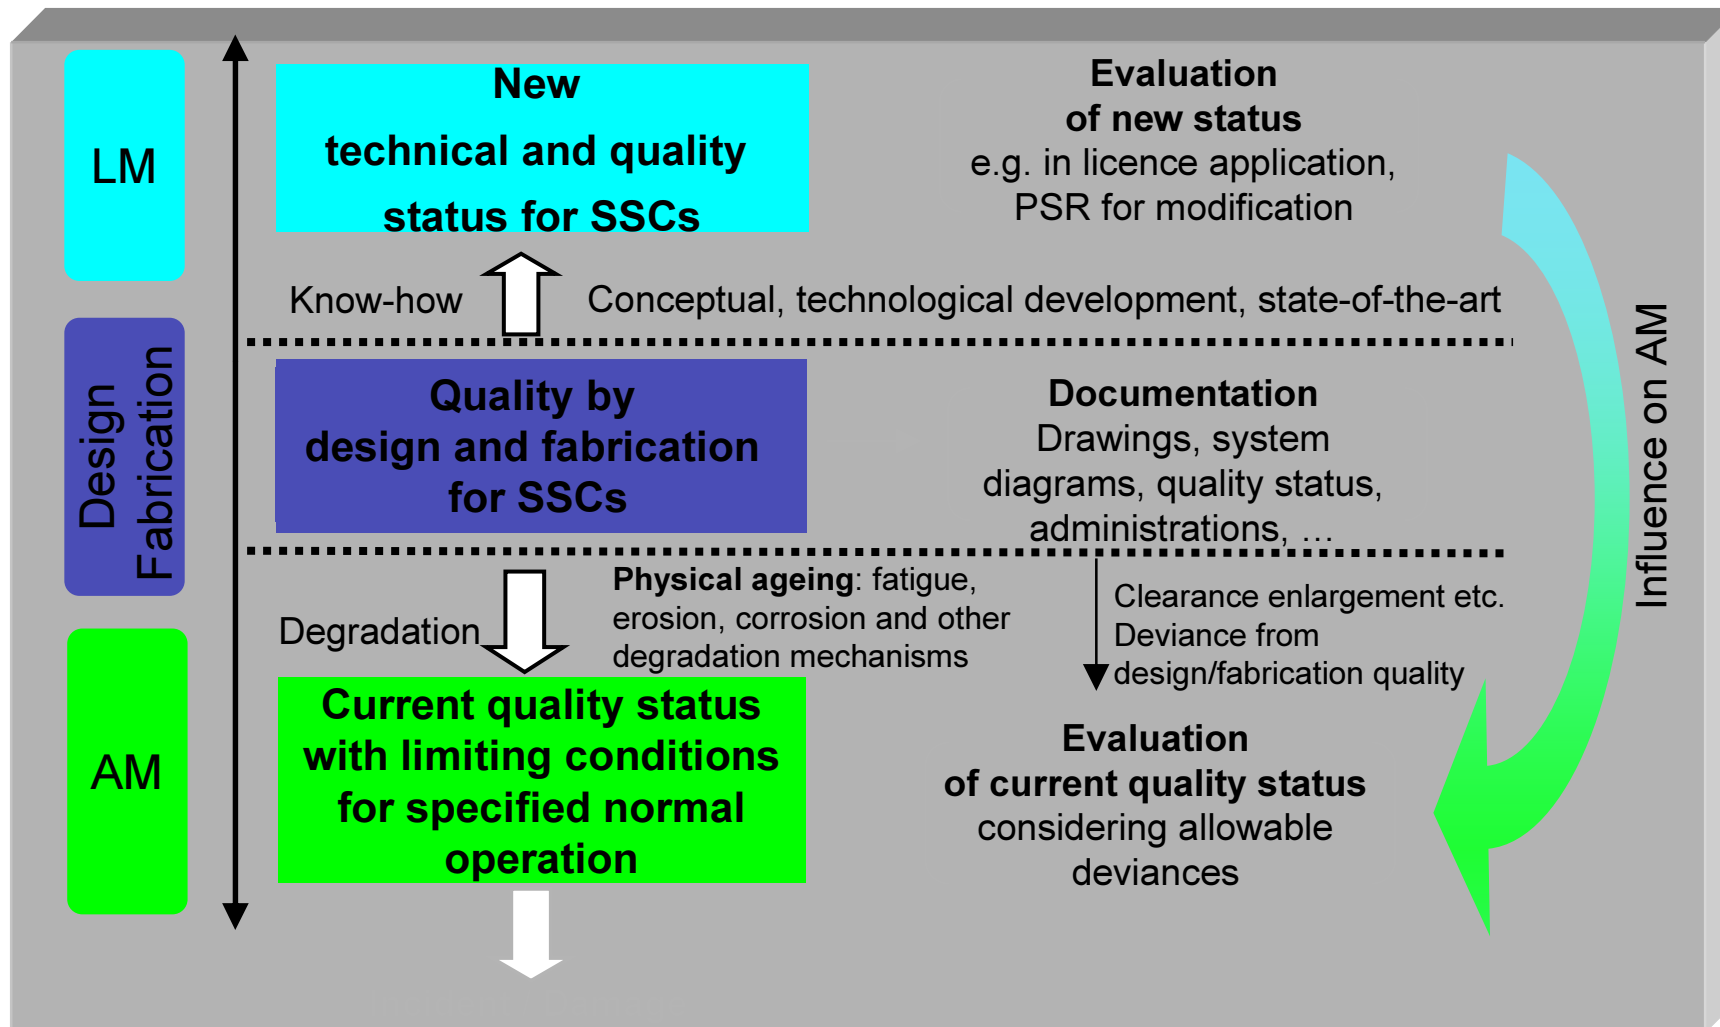 LM
New
technical and quality
status for SSCs
Evaluation
of new status
e.g. in licence application,
PSR for modification
Know-how
Conceptual, technological development, state-of-the-art
Design
Fabrication
Quality by
design and fabrication
for SSCs
Documentation
Drawings, system
diagrams, quality status,
administrations, …
Influence on AM
Degradation
Physical ageing: fatigue,
erosion, corrosion and other
degradation mechanisms
Clearance enlargement etc.
Deviance from
design/fabrication quality
AM
Current quality status
with limiting conditions
for specified normal
operation
Evaluation
of current quality status
considering allowable
deviances